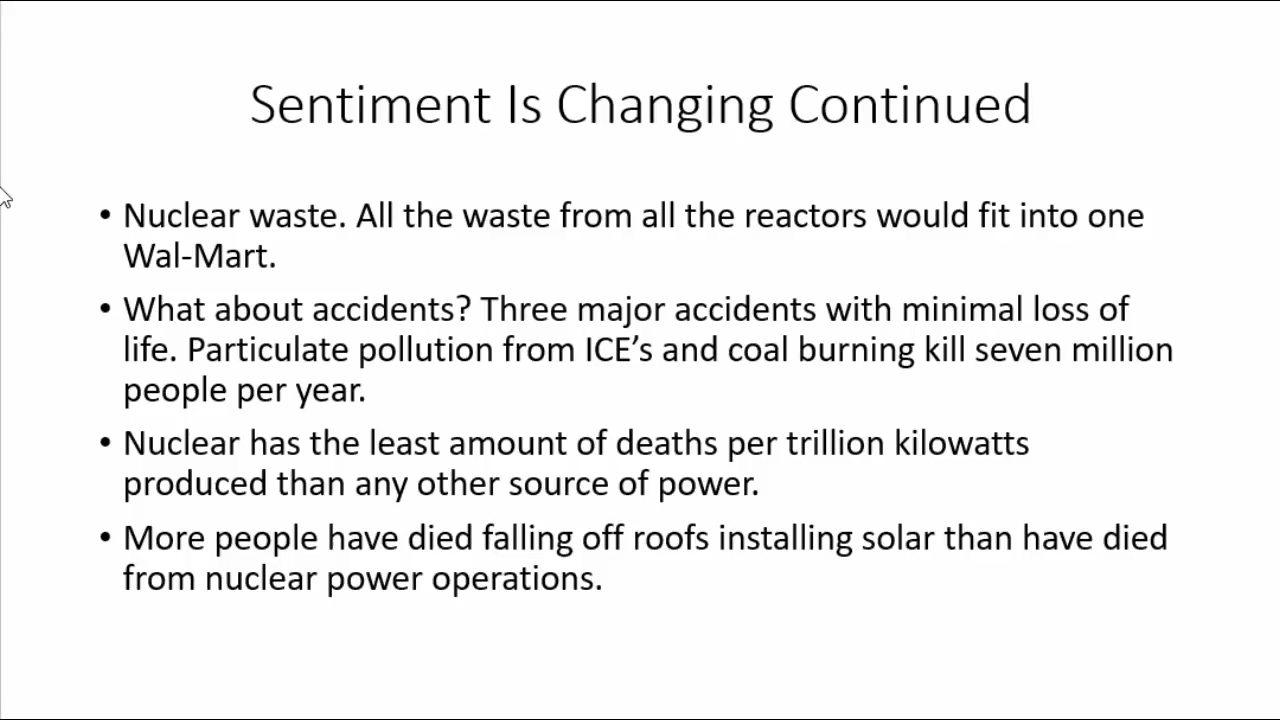 Sentiment Is Changing Continued
• Nuclear waste. All the waste from all the reactors would fit into one
Wal-Mart.
• What about accidents? Three major accidents with minimal loss of
life. Particulate pollution from ICE’s and coal burning kill seven million
people per year.
• Nuclear has the least amount of deaths per trillion kilowatts
produced than any other source of power.
• More people have died falling off roofs installing solar than have died
from nuclear power operations.